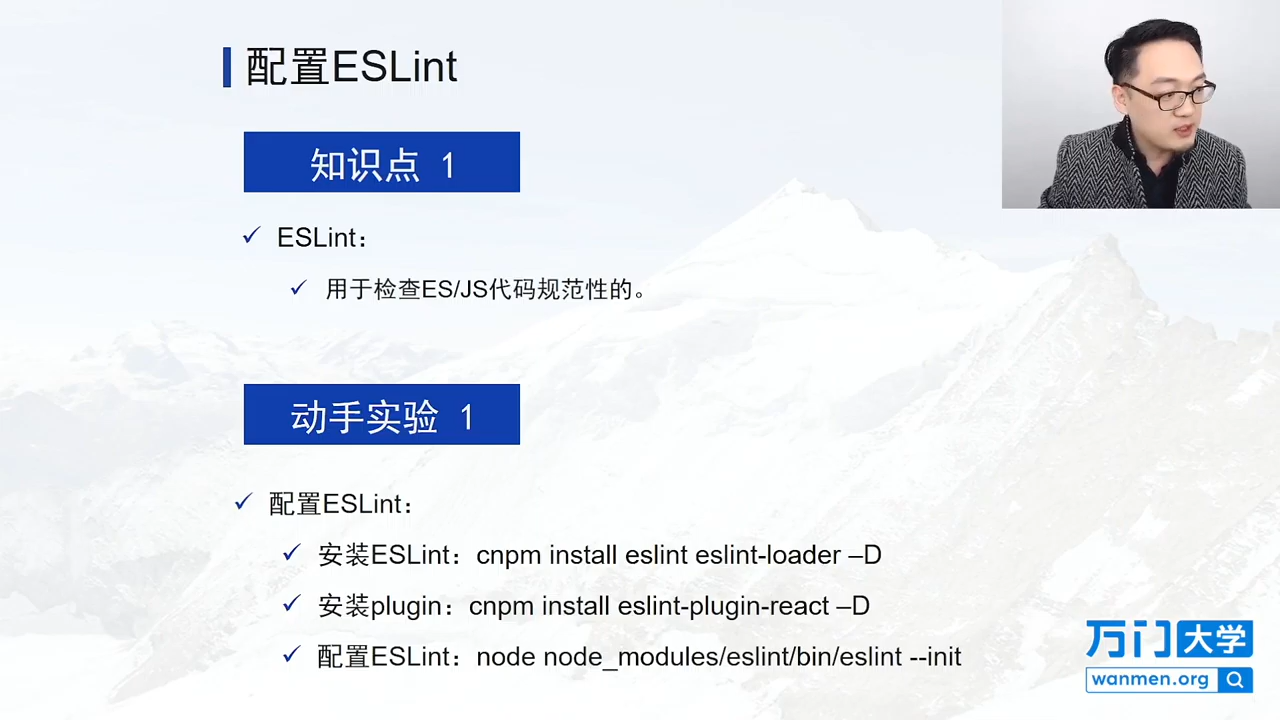 配置ESLint
知识点 1
ESLint：
用于检查ES/JS代码规范性的。
动手实验 1
配置ESLint：
安装ESLint：cnpm install eslint eslint-loader –D
安装plugin：cnpm install eslint-plugin-react –D
配置ESLint：node node_modules/eslint/bin/eslint --init
万门大学
wanmen.org